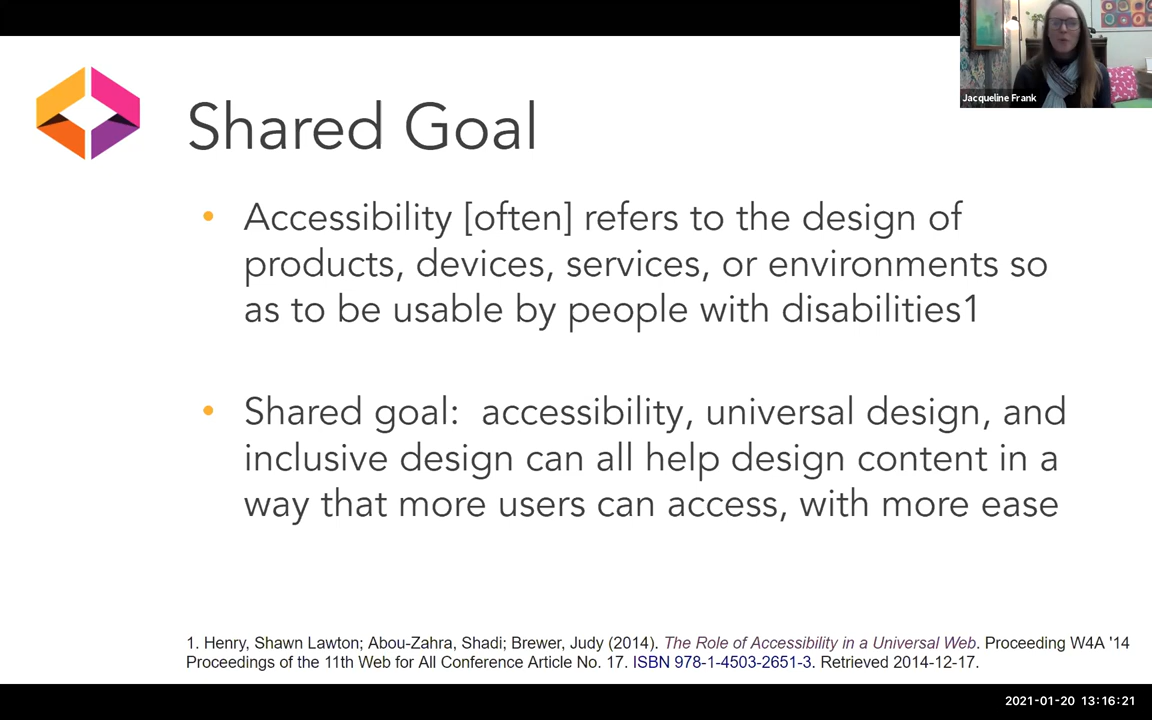 Jacqueline Frank
Shared Goal
• Accessibility [often] refers to the design of
products, devices, services, or environments so
as to be usable by people with disabilities1
• Shared goal:  accessibility, universal design, and
inclusive design can all help design content in a
way that more users can access, with more ease
1. Henry, Shawn Lawton; Abou-Zahra, Shadi; Brewer, Judy (2014). The Role of Accessibility in a Universal Web. Proceeding W4A '14
Proceedings of the 11th Web for All Conference Article No. 17. ISBN 978-1-4503-2651-3. Retrieved 2014-12-17.
2021-01-20 13:16:21